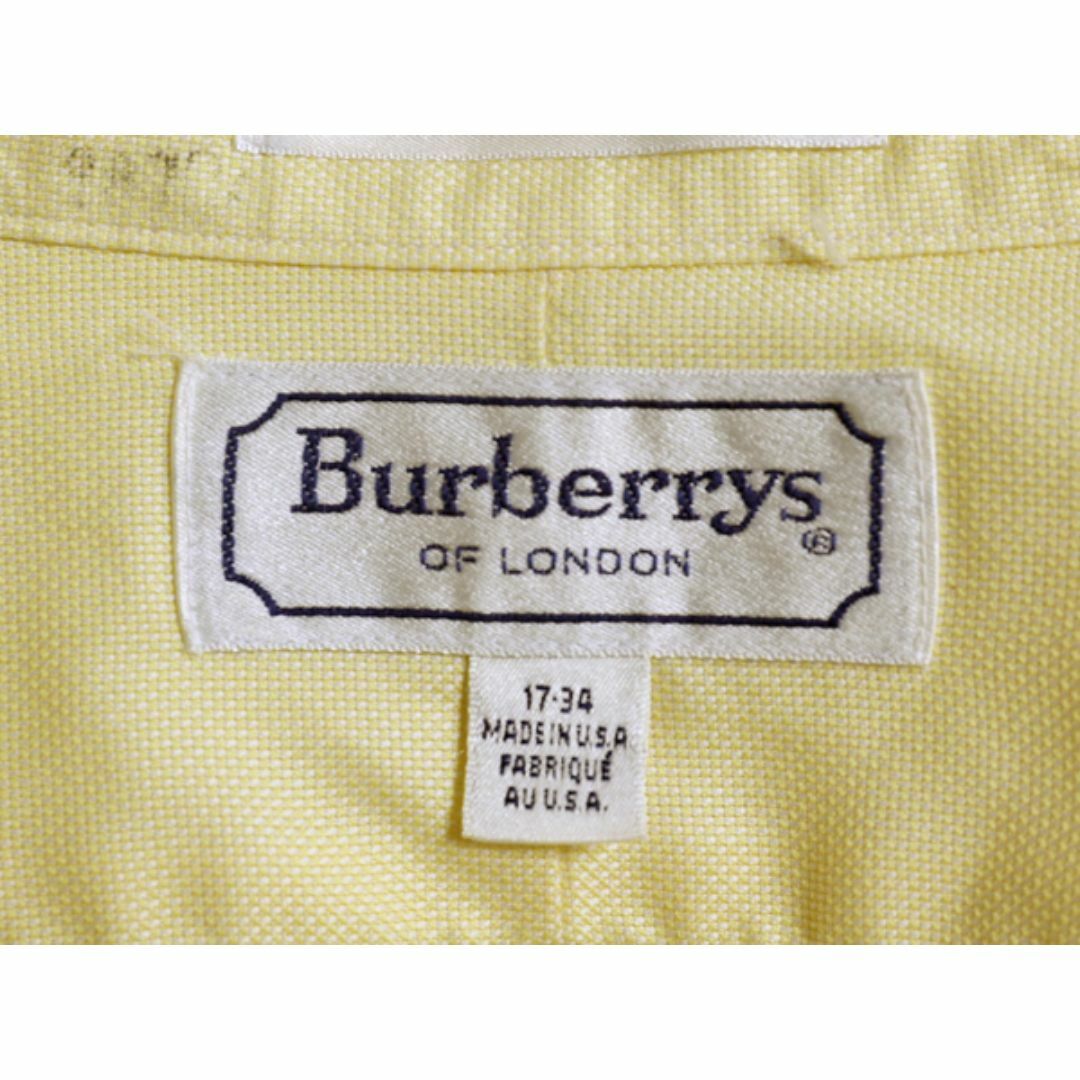 Burberrys®
OF LONDON
17-34
MADE IN U.S.A.
FABRIQUÉ
AU U.S.A.